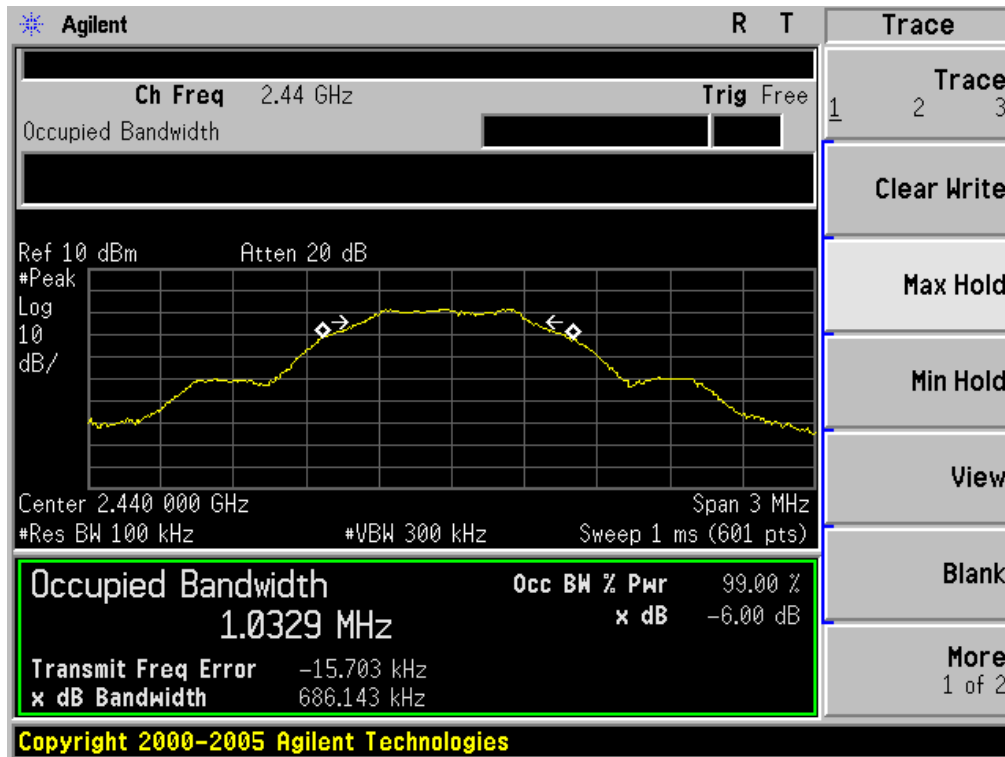 Agilent R T Trace
Ch Freq 2.44 GHz Trig Free
Occupied Bandwidth
Trace
1 2 3
Clear Write
Max Hold
Min Hold
View
Blank
More
1 of 2
Ref 10 dBm Atten 20 dB
#Peak
Log
10
dB/
Center 2.440 000 GHz Span 3 MHz
#Res BW 100 kHz #VBW 300 kHz Sweep 1 ms (601 pts)
Occupied Bandwidth Occ BW % Pwr 99.00 %
1.0329 MHz x dB -6.00 dB
Transmit Freq Error -15.703 kHz
x dB Bandwidth 686.143 kHz
Copyright 2000-2005 Agilent Technologies